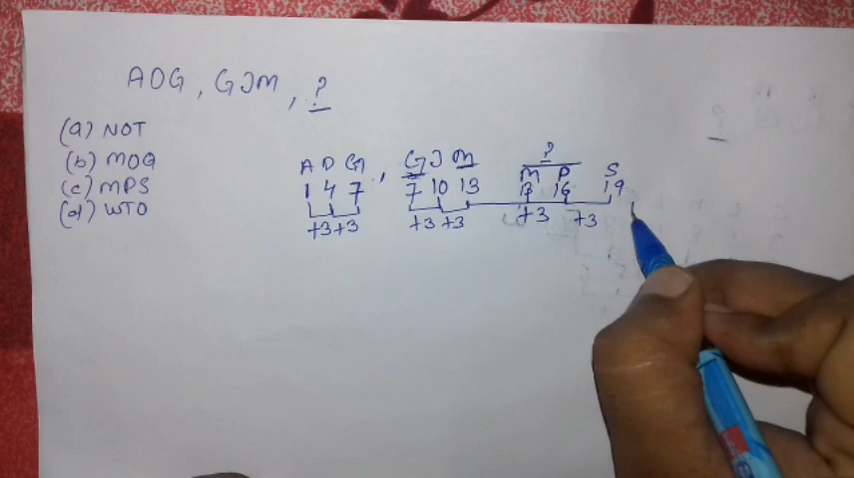 ADG, GJM, ?
(a) NOT
(b) MOQ
(c) MPS
(d) WTO
A D G, G J M ?
M P S
1 4 7 7 10 13 13 16 19
+3 +3 +3 +3 +3 +3